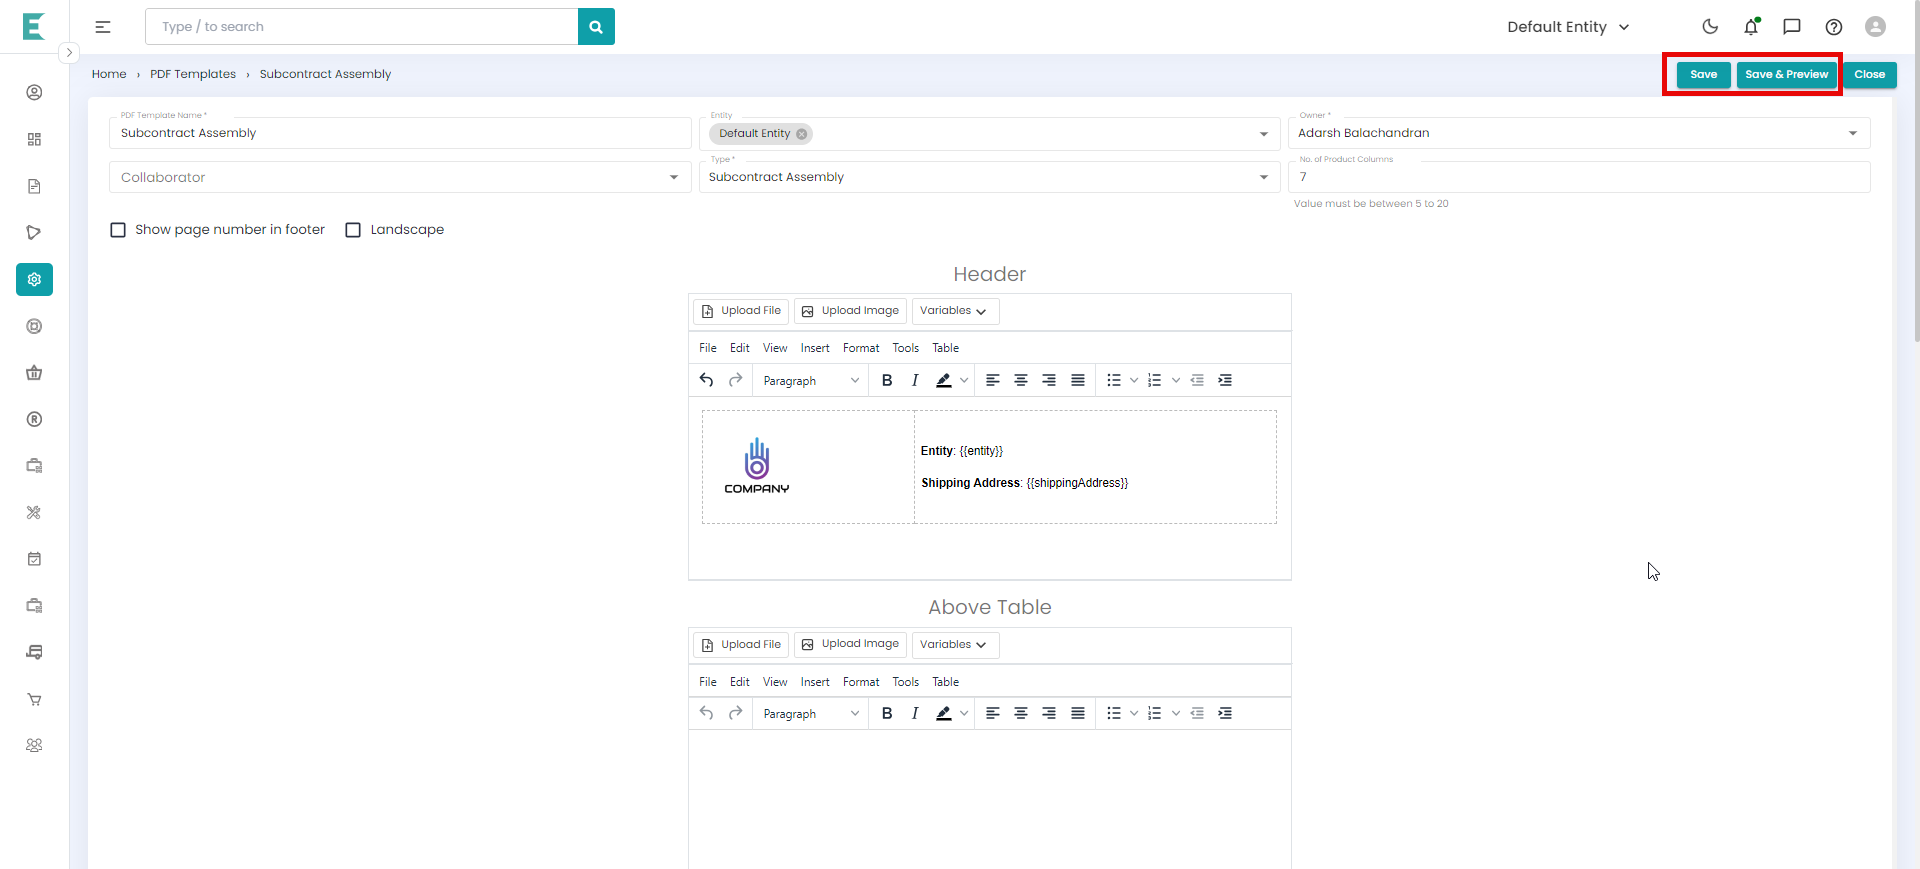 Type / to search
Default Entity
Home › PDF Templates › Subcontract Assembly
Save
Save & Preview
Close
PDF Template Name *
Subcontract Assembly
Entity
Default Entity
Owner *
Adarsh Balachandran
Collaborator
Type *
Subcontract Assembly
No. of Product Columns
7
Value must be between 5 to 20
Show page number in footer
Landscape
Header
Upload File
Upload Image
Variables
File Edit View Insert Format Tools Table
Paragraph
B I
COMPANY
Entity: {{entity}}
Shipping Address: {{shippingAddress}}
Above Table
Upload File
Upload Image
Variables
File Edit View Insert Format Tools Table
Paragraph
B I